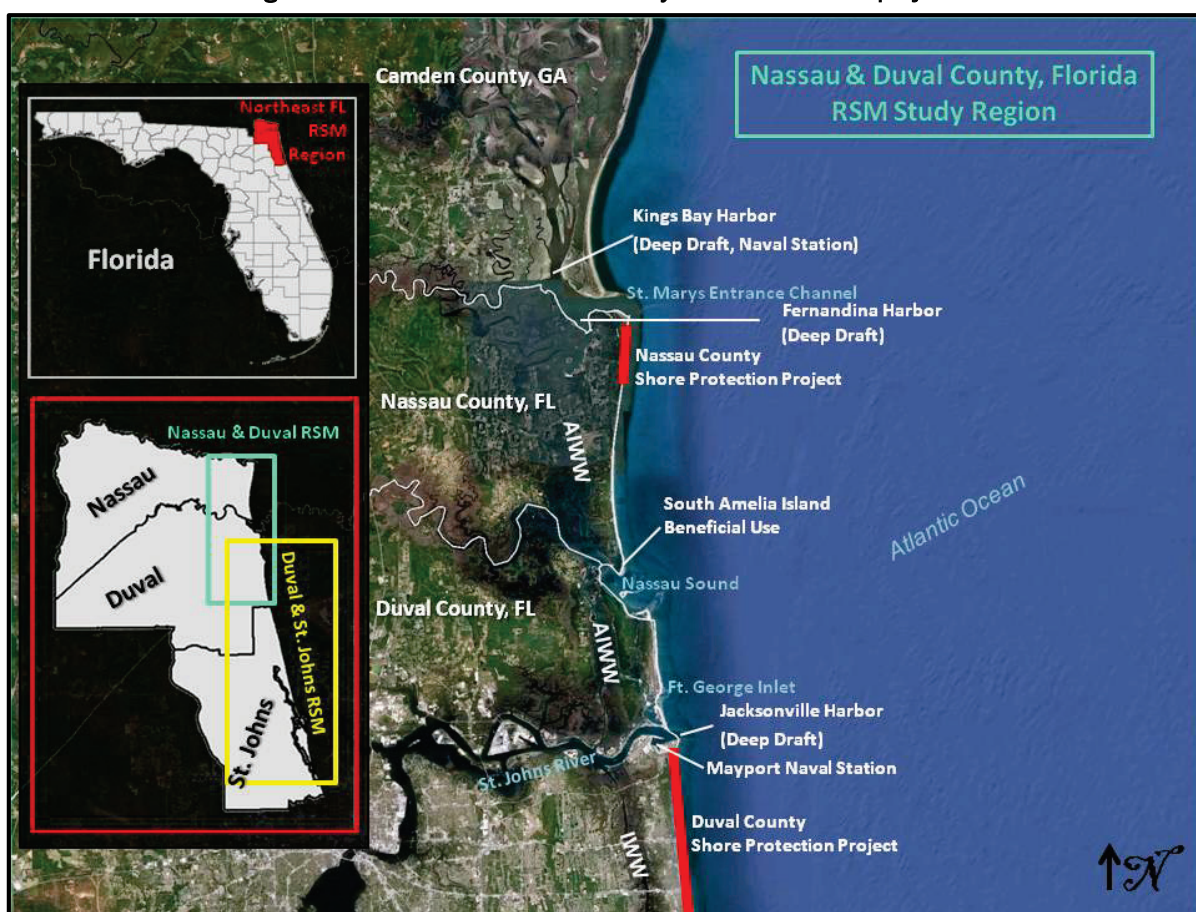 Camden County, GA
Nassau & Duval County, Florida
RSM Study Region
Northeast FL
RSM
Region
Florida
Kings Bay Harbor
(Deep Draft, Naval Station)
St. Marys Entrance Channel
Fernandina Harbor
(Deep Draft)
Nassau County
Shore Protection Project
Nassau County, FL
AIWW
Nassau & Duval RSM
Nassau
Duval
St. Johns
Duval & St. Johns RSM
South Amelia Island
Beneficial Use
Atlantic Ocean
Nassau Sound
Duval County, FL
AIWW
Ft. George Inlet
Jacksonville Harbor
(Deep Draft)
Mayport Naval Station
St. Johns River
Duval County
Shore Protection Project
IWW
N